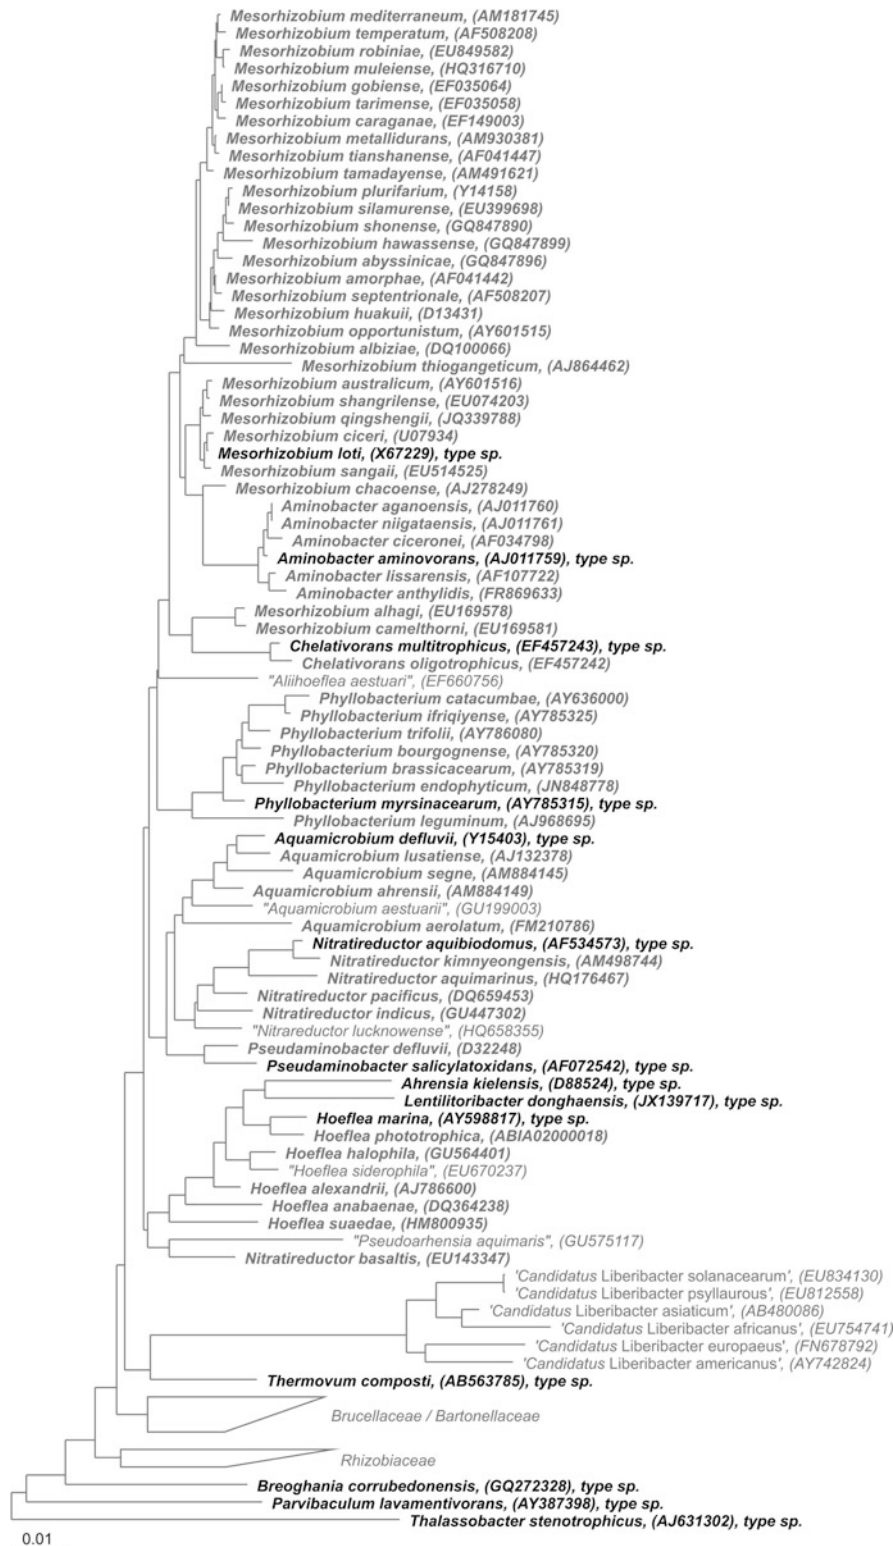 Mesorhizobium mediterraneum, (AM181745)
Mesorhizobium temperatum, (AF508208)
Mesorhizobium robiniae, (EU849582)
Mesorhizobium muleiense, (HQ316710)
Mesorhizobium gobiense, (EF035064)
Mesorhizobium tarimense, (EF035058)
Mesorhizobium caraganae, (EF149003)
Mesorhizobium metallidurans, (AM930381)
Mesorhizobium tianshanense, (AF041447)
Mesorhizobium tamadayense, (AM491621)
Mesorhizobium plurifarium, (Y14158)
Mesorhizobium silamurense, (EU399698)
Mesorhizobium shonense, (GQ847890)
Mesorhizobium hawassense, (GQ847899)
Mesorhizobium abyssinicae, (GQ847896)
Mesorhizobium amorphae, (AF041442)
Mesorhizobium septentrionale, (AF508207)
Mesorhizobium huakuii, (D13431)
Mesorhizobium opportunistum, (AY601515)
Mesorhizobium albiziae, (DQ100066)
Mesorhizobium thiogangeticum, (AJ864462)
Mesorhizobium australicum, (AY601516)
Mesorhizobium shangrilense, (EU074203)
Mesorhizobium qingshengii, (JQ339788)
Mesorhizobium ciceri, (U07934)
Mesorhizobium loti, (X67229), type sp.
Mesorhizobium sangaii, (EU514525)
Mesorhizobium chacoense, (AJ278249)
Aminobacter aganoensis, (AJ011760)
Aminobacter niigataensis, (AJ011761)
Aminobacter ciceronei, (AF034798)
Aminobacter aminovorans, (AJ011759), type sp.
Aminobacter lissarensis, (AF107722)
Aminobacter anthylidis, (FR869633)
Mesorhizobium alhagi, (EU169578)
Mesorhizobium camelthorni, (EU169581)
Chelativorans multitrophicus, (EF457243), type sp.
Chelativorans oligotrophicus, (EF457242)
"Aliihoeflea aestuari", (EF660756)
Phyllobacterium catacumbae, (AY636000)
Phyllobacterium ifriqiyense, (AY785325)
Phyllobacterium trifolii, (AY786080)
Phyllobacterium bourgognense, (AY785320)
Phyllobacterium brassicacearum, (AY785319)
Phyllobacterium endophyticum, (JN848778)
Phyllobacterium myrsinacearum, (AY785315), type sp.
Phyllobacterium leguminum, (AJ968695)
Aquamicrobium defluvii, (Y15403), type sp.
Aquamicrobium lusatiense, (AJ132378)
Aquamicrobium segne, (AM884145)
Aquamicrobium ahrensii, (AM884149)
"Aquamicrobium aestuarii", (GU199003)
Aquamicrobium aerolatum, (FM210786)
Nitratireductor aquibiodomus, (AF534573), type sp.
Nitratireductor kimnyeongensis, (AM498744)
Nitratireductor aquimarinus, (HQ176467)
Nitratireductor pacificus, (DQ659453)
Nitratireductor indicus, (GU447302)
"Nitrareductor lucknowense", (HQ658355)
Pseudaminobacter defluvii, (D32248)
Pseudaminobacter salicylatoxidans, (AF072542), type sp.
Ahrensia kielensis, (D88524), type sp.
Lentilitoribacter donghaensis, (JX139717), type sp.
Hoeflea marina, (AY598817), type sp.
Hoeflea phototrophica, (ABIA02000018)
Hoeflea halophila, (GU564401)
"Hoeflea siderophila", (EU670237)
Hoeflea alexandrii, (AJ786600)
Hoeflea anabaenae, (DQ364238)
Hoeflea suaedae, (HM800935)
"Pseudoarhensia aquimaris", (GU575117)
Nitratireductor basaltis, (EU143347)
'Candidatus Liberibacter solanacearum', (EU834130)
'Candidatus Liberibacter psyllaurous', (EU812558)
'Candidatus Liberibacter asiaticum', (AB480086)
'Candidatus Liberibacter africanus', (EU754741)
'Candidatus Liberibacter europaeus', (FN678792)
'Candidatus Liberibacter americanus', (AY742824)
Thermovum composti, (AB563785), type sp.
Brucellaceae / Bartonellaceae
Rhizobiaceae
Breoghania corrubedonensis, (GQ272328), type sp.
Parvibaculum lavamentivorans, (AY387398), type sp.
Thalassobacter stenotrophicus, (AJ631302), type sp.
0.01